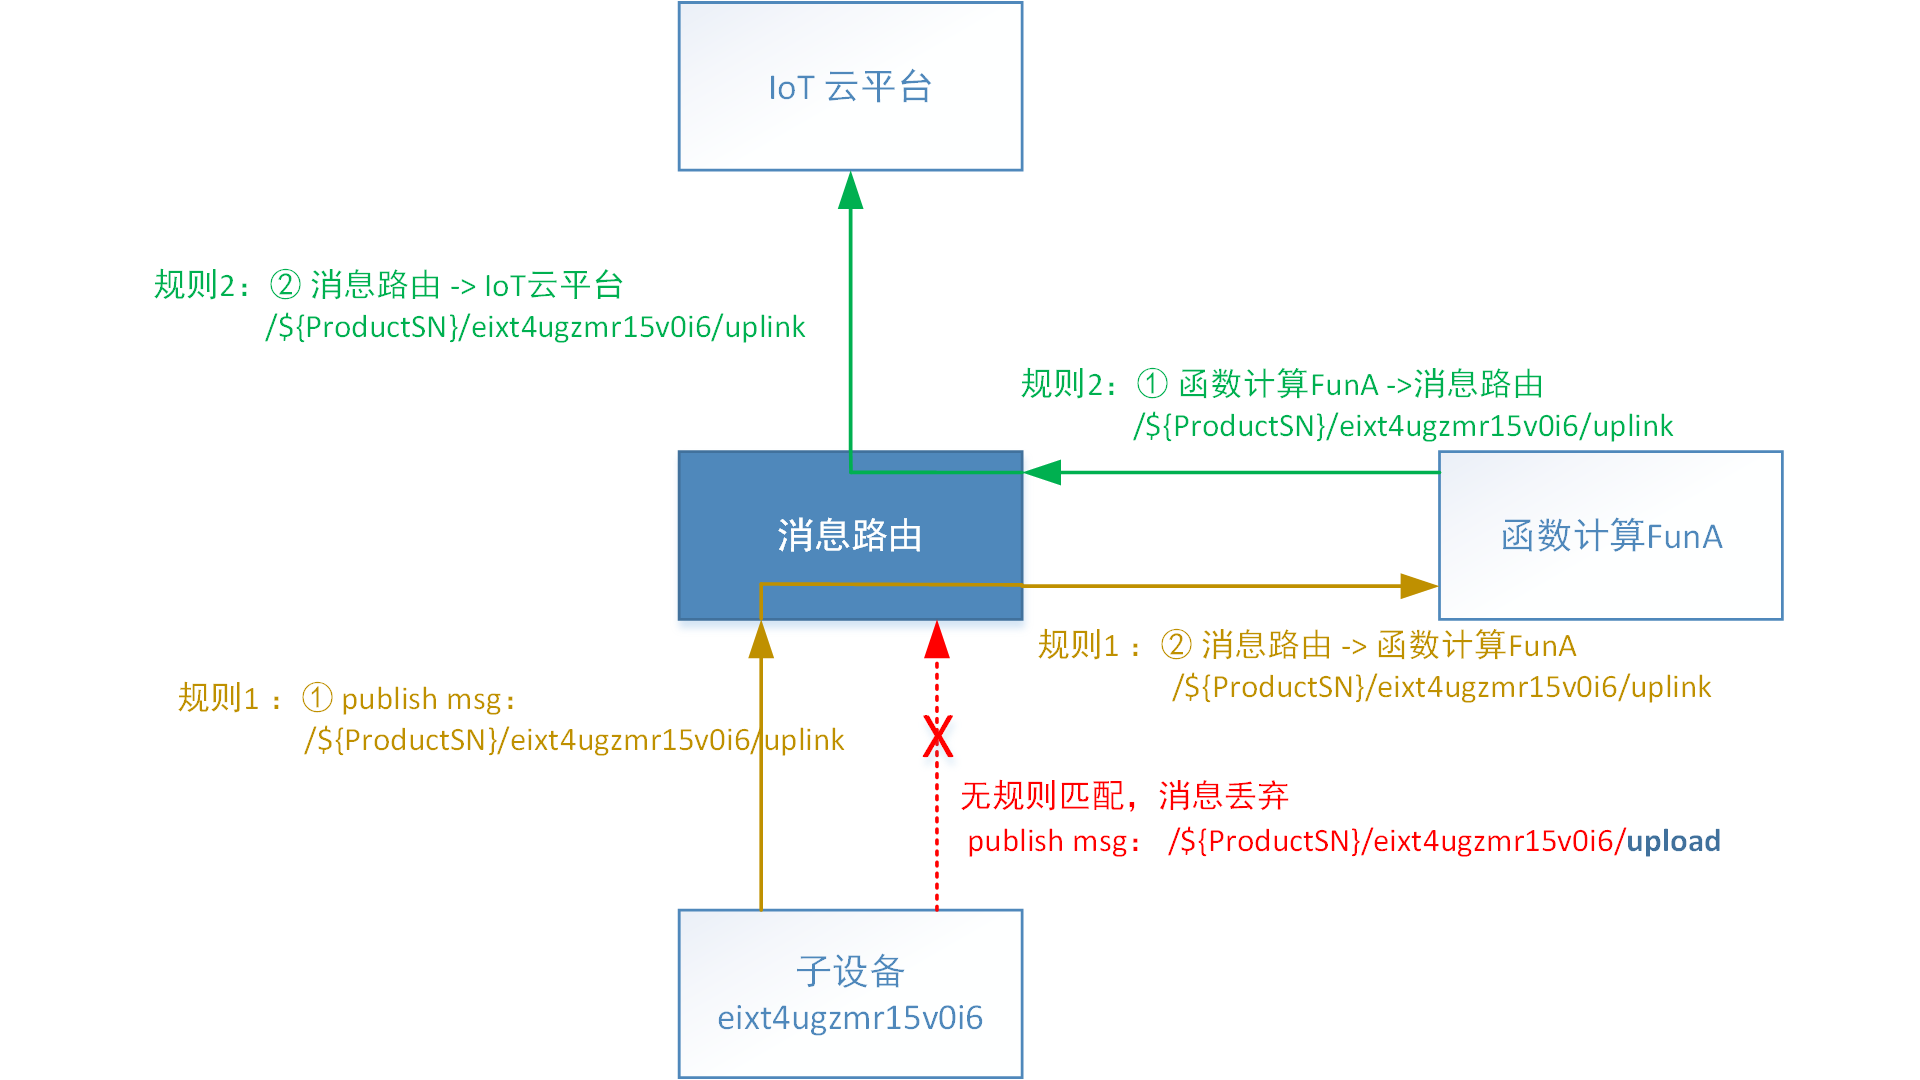 IoT 云平台
规则2：② 消息路由 -> IoT云平台
/${ProductSN}/eixt4ugzmr15v0i6/uplink
规则2：① 函数计算FunA ->消息路由
/${ProductSN}/eixt4ugzmr15v0i6/uplink
消息路由
函数计算FunA
规则1 ：② 消息路由 -> 函数计算FunA
/${ProductSN}/eixt4ugzmr15v0i6/uplink
规则1 ：① publish msg：
/${ProductSN}/eixt4ugzmr15v0i6/uplink
X
无规则匹配，消息丢弃
publish msg： /${ProductSN}/eixt4ugzmr15v0i6/upload
子设备
eixt4ugzmr15v0i6